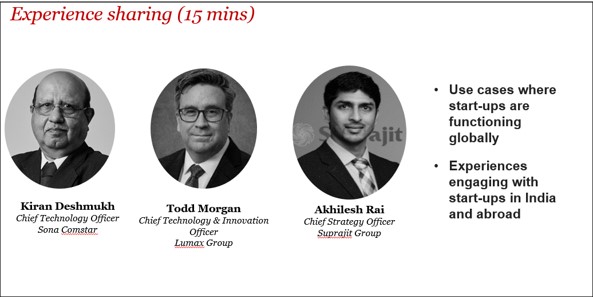 Experience sharing (15 mins)
Kiran Deshmukh
Chief Technology Officer
Sona Comstar
Todd Morgan
Chief Technology & Innovation
Officer
Lumax Group
Akhilesh Rai
Chief Strategy Officer
Suprajit Group
• Use cases where
start-ups are
functioning
globally
• Experiences
engaging with
start-ups in India
and abroad